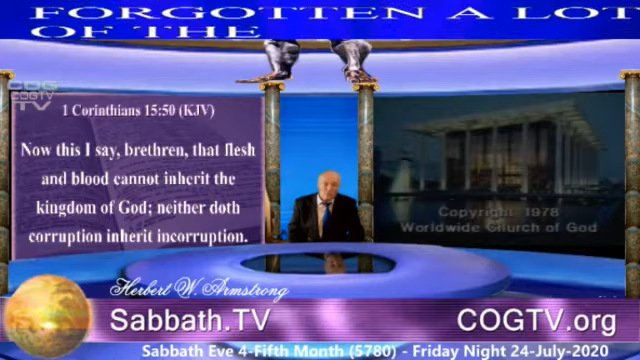 FORGOTTEN A LOT
OF THE
COG
COGTV
TV
1 Corinthians 15:50 (KJV)
Now this I say, brethren, that flesh
and blood cannot inherit the
kingdom of God; neither doth
corruption inherit incorruption.
Copyright 1978
Worldwide Church of God
Herbert W. Armstrong
Sabbath.TV
COGTV.org
Sabbath Eve 4-Fifth Month (5780) - Friday Night 24-July-2020